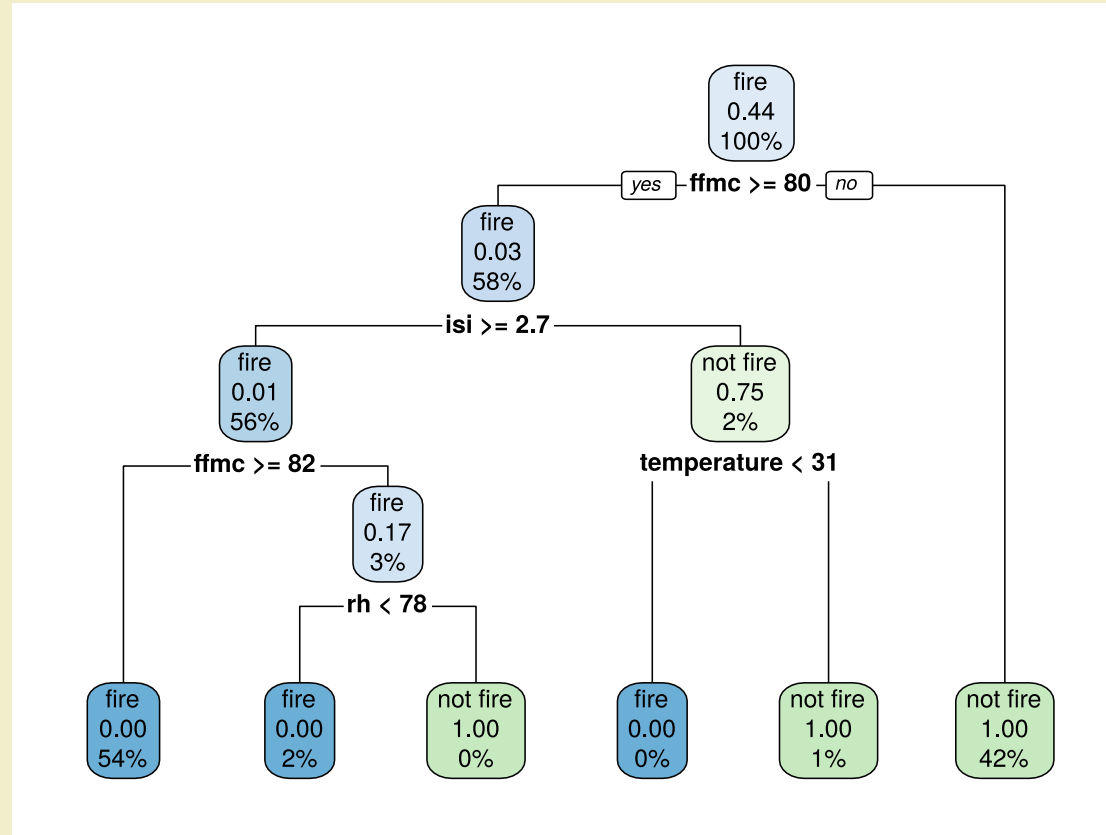 fire
0.44
100%
yes ffmc >= 80 no
fire
0.03
58%
isi >= 2.7
fire
0.01
56%
not fire
0.75
2%
ffmc >= 82
temperature < 31
fire
0.17
3%
rh < 78
fire
0.00
54%
fire
0.00
2%
not fire
1.00
0%
fire
0.00
0%
not fire
1.00
1%
not fire
1.00
42%